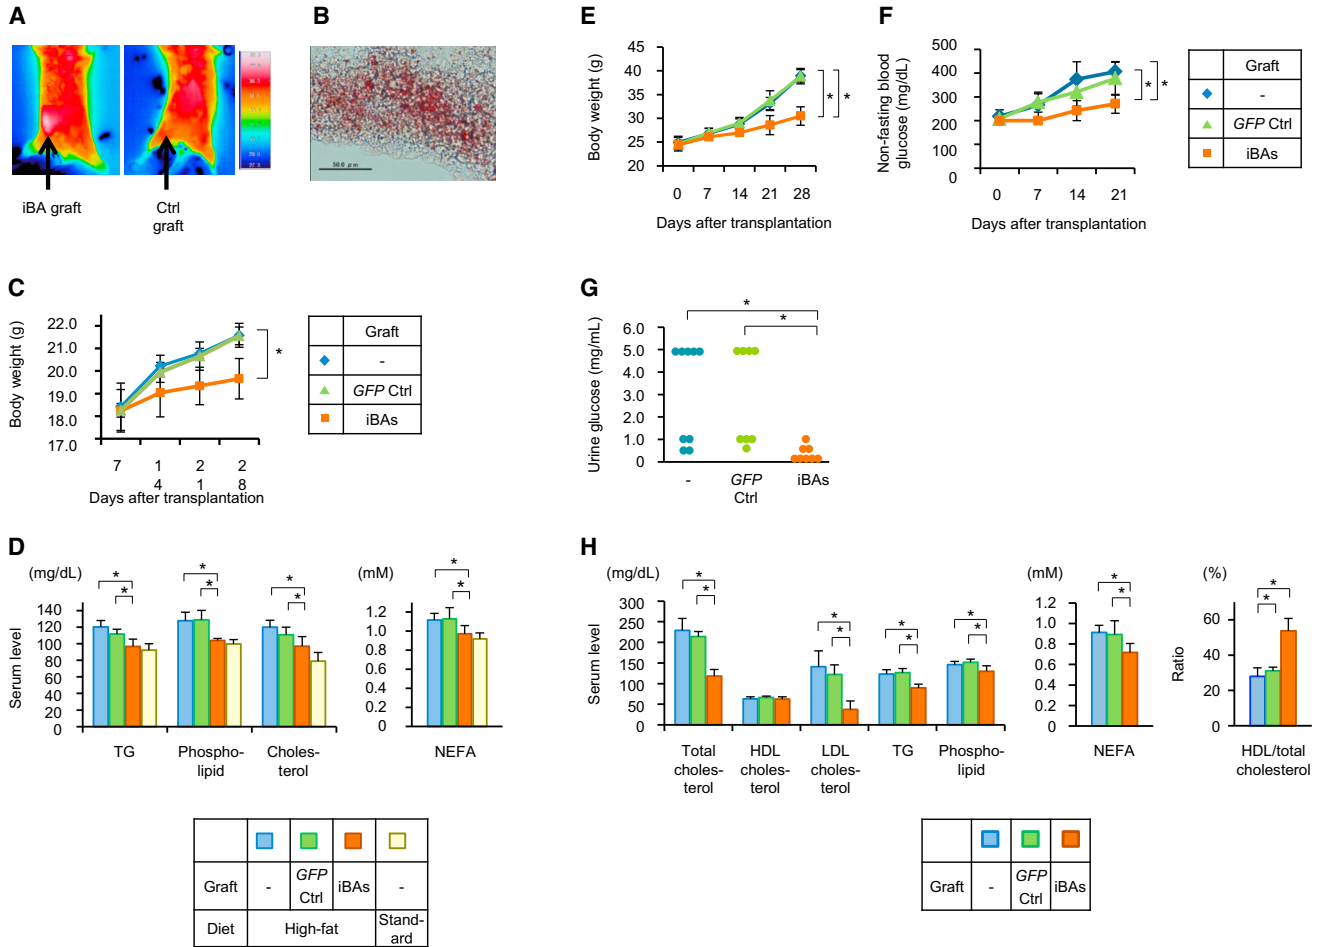 A
B
iBA graft
Ctrl
graft
50.0 μm
C
Body weight (g)
22.0
21.0
20.0
19.0
18.0
17.0
7
1
4
2
1
2
8
Days after transplantation
*
Graft
-
GFP Ctrl
iBAs
D
(mg/dL)
Serum level
140
120
100
80
60
40
20
0
* * * * * *
TG
Phospho-
lipid
Choles-
terol
(mM)
1.2
1.0
0.8
0.6
0.4
0.2
0
* *
NEFA
Graft - GFP Ctrl iBAs -
Diet High-fat Stand-
ard
E
Body weight (g)
45
40
35
30
25
20
0 7 14 21 28
Days after transplantation
* *
F
Non-fasting blood
glucose (mg/dL)
500
400
300
200
100
0
0 7 14 21
Days after transplantation
* *
Graft
-
GFP Ctrl
iBAs
G
Urine glucose (mg/mL)
6.0
5.0
4.0
1.0
0
*
*
-
GFP
Ctrl
iBAs
H
(mg/dL)
Serum level
300
250
200
150
100
50
0
* * * * * * * *
Total
choles-
terol
HDL
choles-
terol
LDL
choles-
terol
TG
Phospho-
lipid
(mM)
1.2
1.0
0.8
0.6
0.4
0.2
0
* *
NEFA
(%)
Ratio
60
40
20
0
* *
HDL/total
cholesterol
Graft - GFP Ctrl iBAs